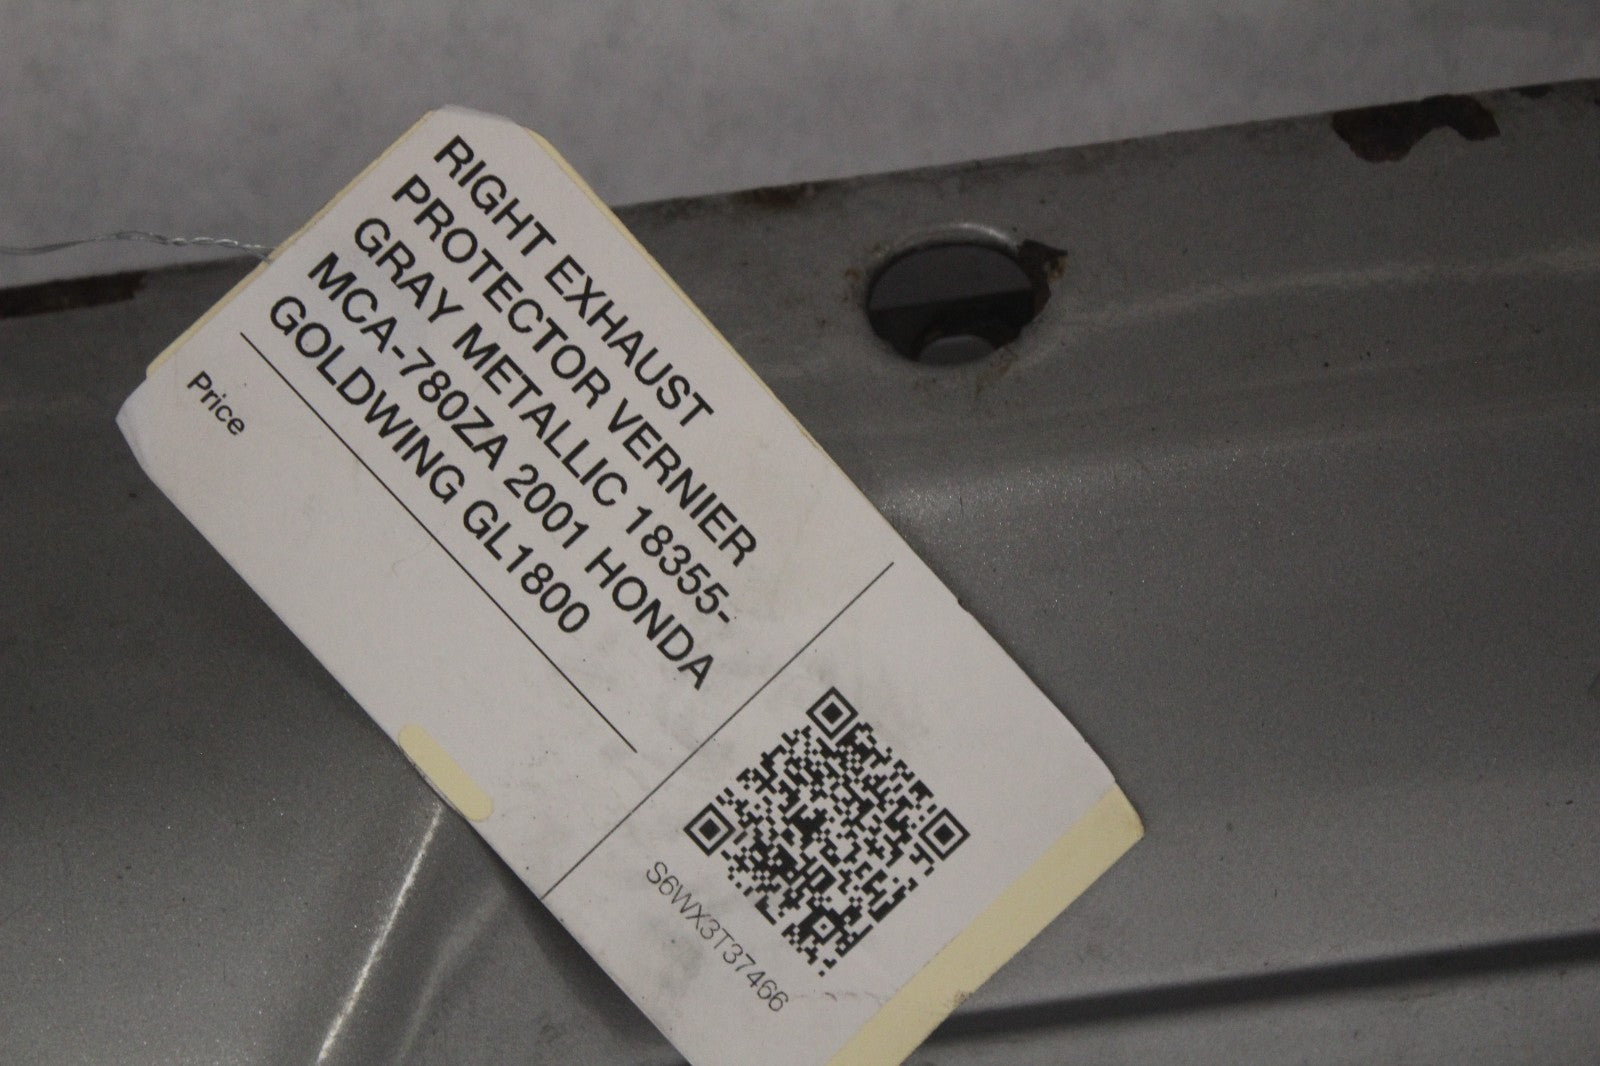 RIGHT EXHAUST
PROTECTOR VERNIER
GRAY METALLIC 18355-
MCA-780ZA 2001 HONDA
GOLDWING GL1800
Price
S6WX3T37466